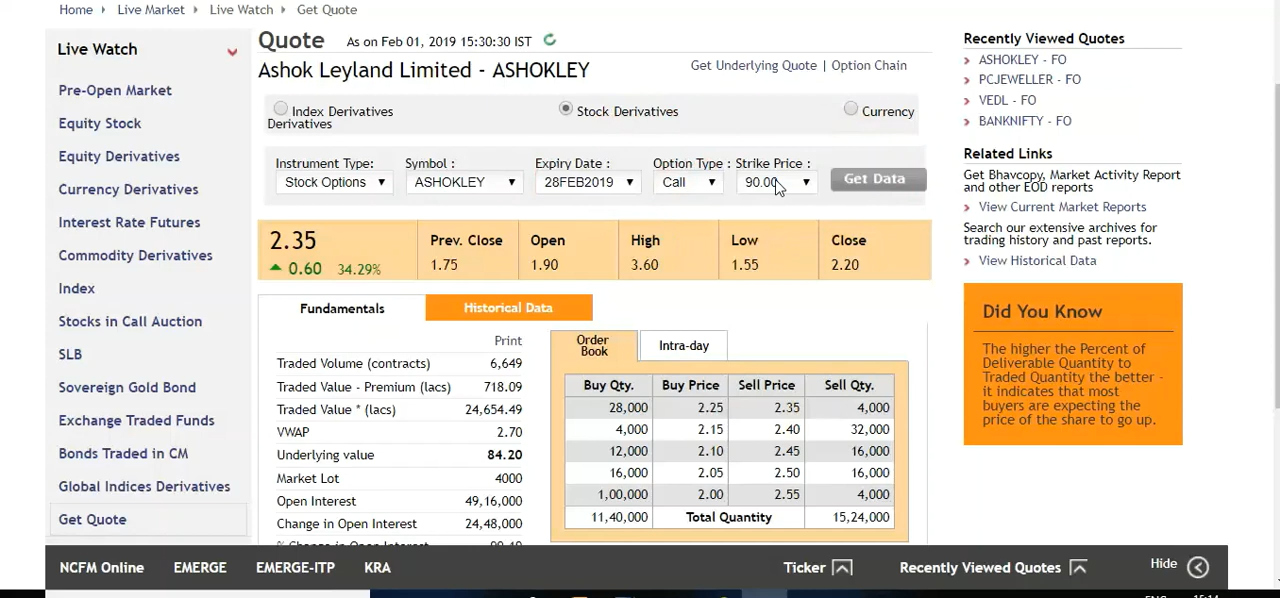 Home › Live Market › Live Watch › Get Quote
Live Watch
Pre-Open Market
Equity Stock
Equity Derivatives
Currency Derivatives
Interest Rate Futures
Commodity Derivatives
Index
Stocks in Call Auction
SLB
Sovereign Gold Bond
Exchange Traded Funds
Bonds Traded in CM
Global Indices Derivatives
Get Quote
Quote As on Feb 01, 2019 15:30:30 IST
Ashok Leyland Limited - ASHOKLEY
Get Underlying Quote | Option Chain
Index Derivatives Stock Derivatives Currency
Derivatives
Instrument Type: Symbol : Expiry Date : Option Type : Strike Price :
Stock Options ASHOKLEY 28FEB2019 Call 90.00 Get Data
2.35 Prev. Close Open High Low Close
0.60 34.29% 1.75 1.90 3.60 1.55 2.20
Fundamentals Historical Data
Print
Traded Volume (contracts) 6,649
Traded Value - Premium (lacs) 718.09
Traded Value * (lacs) 24,654.49
VWAP 2.70
Underlying value 84.20
Market Lot 4000
Open Interest 49,16,000
Change in Open Interest 24,48,000
Order
Book
Intra-day
Buy Qty. Buy Price Sell Price Sell Qty.
28,000 2.25 2.35 4,000
4,000 2.15 2.40 32,000
12,000 2.10 2.45 16,000
16,000 2.05 2.50 16,000
1,00,000 2.00 2.55 4,000
11,40,000 Total Quantity 15,24,000
Recently Viewed Quotes
ASHOKLEY - FO
PCJEWELLER - FO
VEDL - FO
BANKNIFTY - FO
Related Links
Get Bhavcopy, Market Activity Report
and other EOD reports
View Current Market Reports
Search our extensive archives for
trading history and past reports.
View Historical Data
Did You Know
The higher the Percent of
Deliverable Quantity to
Traded Quantity the better -
it indicates that most
buyers are expecting the
price of the share to go up.
NCFM Online EMERGE EMERGE-ITP KRA Ticker Recently Viewed Quotes Hide